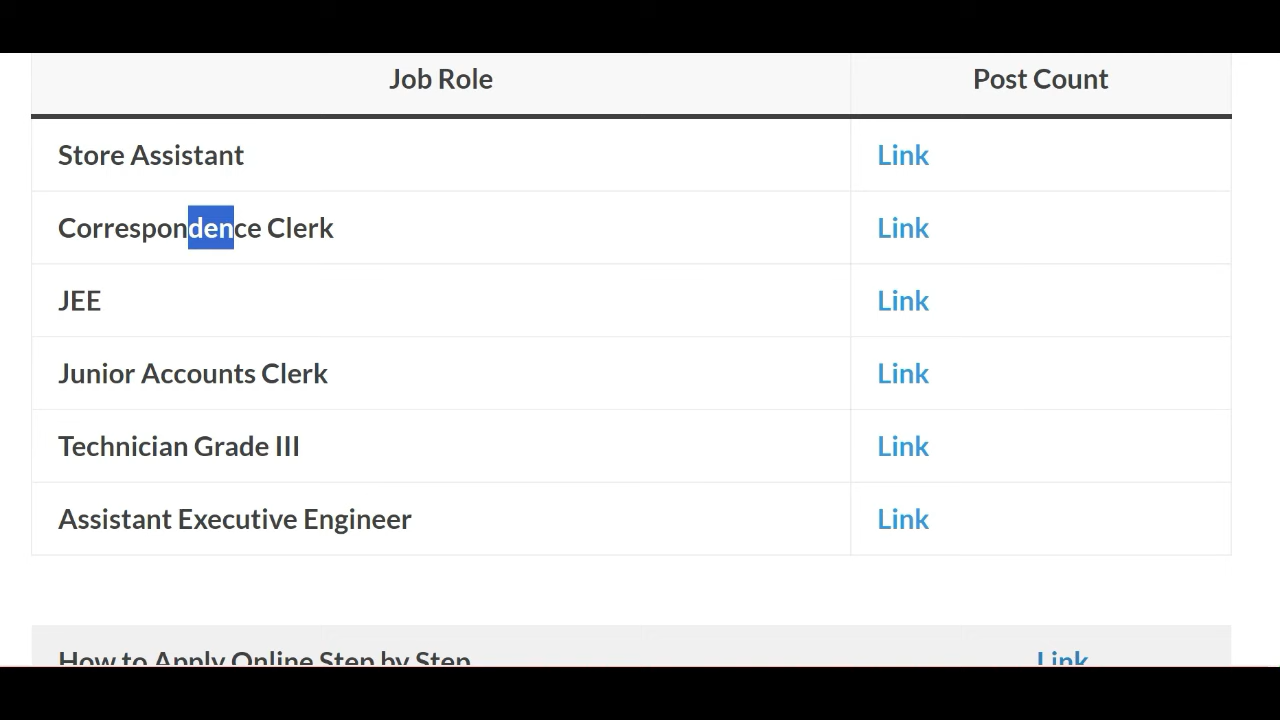 Job Role Post Count
Store Assistant Link
Correspondence Clerk Link
JEE Link
Junior Accounts Clerk Link
Technician Grade III Link
Assistant Executive Engineer Link
How to Apply Online Step by Step Link